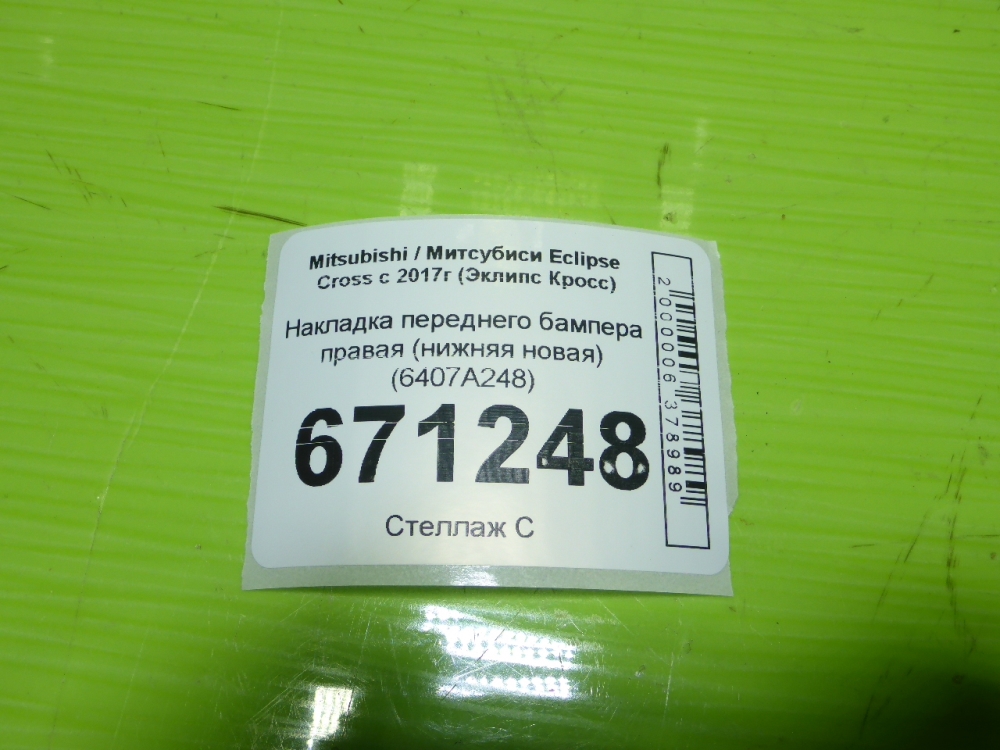 Mitsubishi / Митсубиси Eclipse
Cross с 2017г (Эклипс Кросс)
Накладка переднего бампера
правая (нижняя новая)
(6407A248)
671248
Стеллаж С
2000006378989